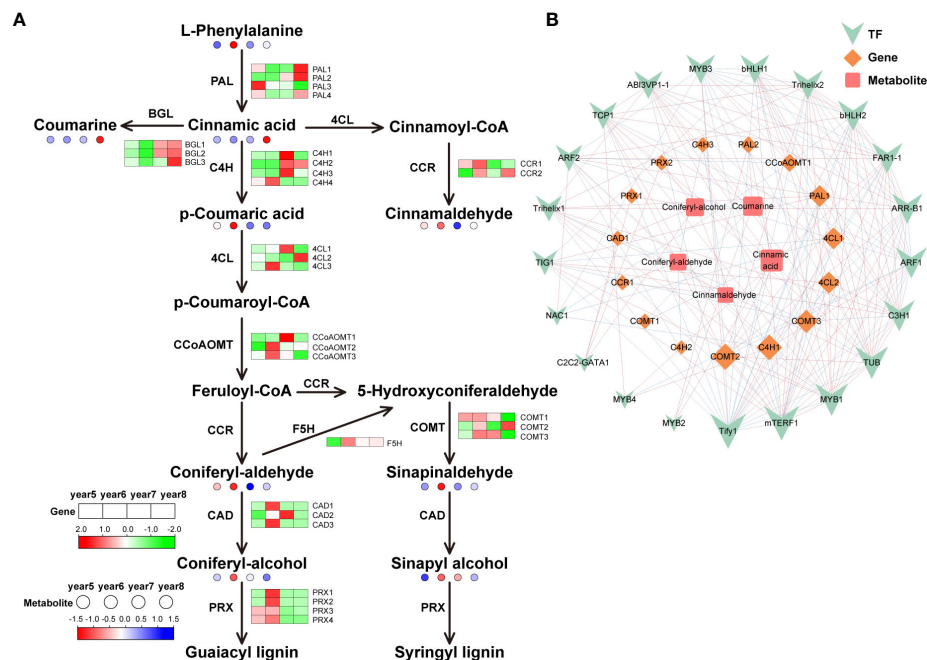 A
L-Phenylalanine
PAL
PAL1
PAL2
PAL3
PAL4
Coumarine
BGL
Cinnamic acid
4CL
Cinnamoyl-CoA
BGL1
BGL2
BGL3
C4H
C4H1
C4H2
C4H3
C4H4
CCR
CCR1
CCR2
p-Coumaric acid
Cinnamaldehyde
4CL
4CL1
4CL2
4CL3
p-Coumaroyl-CoA
CCoAOMT
CCoAOMT1
CCoAOMT2
CCoAOMT3
Feruloyl-CoA
CCR
5-Hydroxyconiferaldehyde
CCR
F5H
F5H
COMT
COMT1
COMT2
COMT3
Coniferyl-aldehyde
Sinapinaldehyde
CAD
CAD1
CAD2
CAD3
CAD
Coniferyl-alcohol
Sinapyl alcohol
PRX
PRX1
PRX2
PRX3
PRX4
PRX
Guaiacyl lignin
Syringyl lignin
year5 year6 year7 year8
Gene
2.0 1.0 0.0 -1.0 -2.0
year5 year6 year7 year8
Metabolite
-1.5 -1.0 -0.5 0.0 0.5 1.0 1.5
B
TF
Gene
Metabolite
MYB3
bHLH1
ABI3VP1-1
Trihelix2
TCP1
bHLH2
ARF2
FAR1-1
Trihelix1
ARR-B1
TIG1
ARF1
NAC1
C3H1
C2C2-GATA1
TUB
MYB4
MYB1
MYB2
Tify1
mTERF1
C4H3
PAL2
PRX2
CCoAOMT1
PRX1
PAL1
CAD1
4CL1
CCR1
4CL2
COMT1
COMT3
C4H2
COMT2
C4H1
Coniferyl-alcohol
Coumarine
Coniferyl-aldehyde
Cinnamic
acid
Cinnamaldehyde